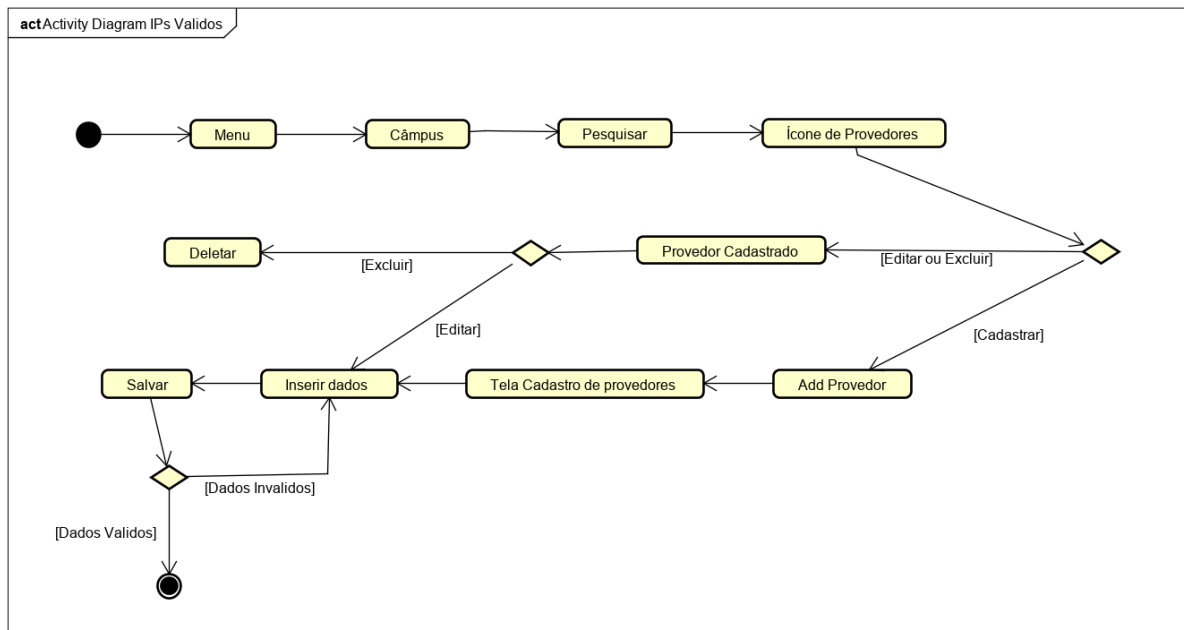 act Activity Diagram IPs Validos
Menu
Câmpus
Pesquisar
Ícone de Provedores
Deletar
[Excluir]
Provedor Cadastrado
[Editar ou Excluir]
[Editar]
[Cadastrar]
Salvar
Inserir dados
Tela Cadastro de provedores
Add Provedor
[Dados Invalidos]
[Dados Validos]